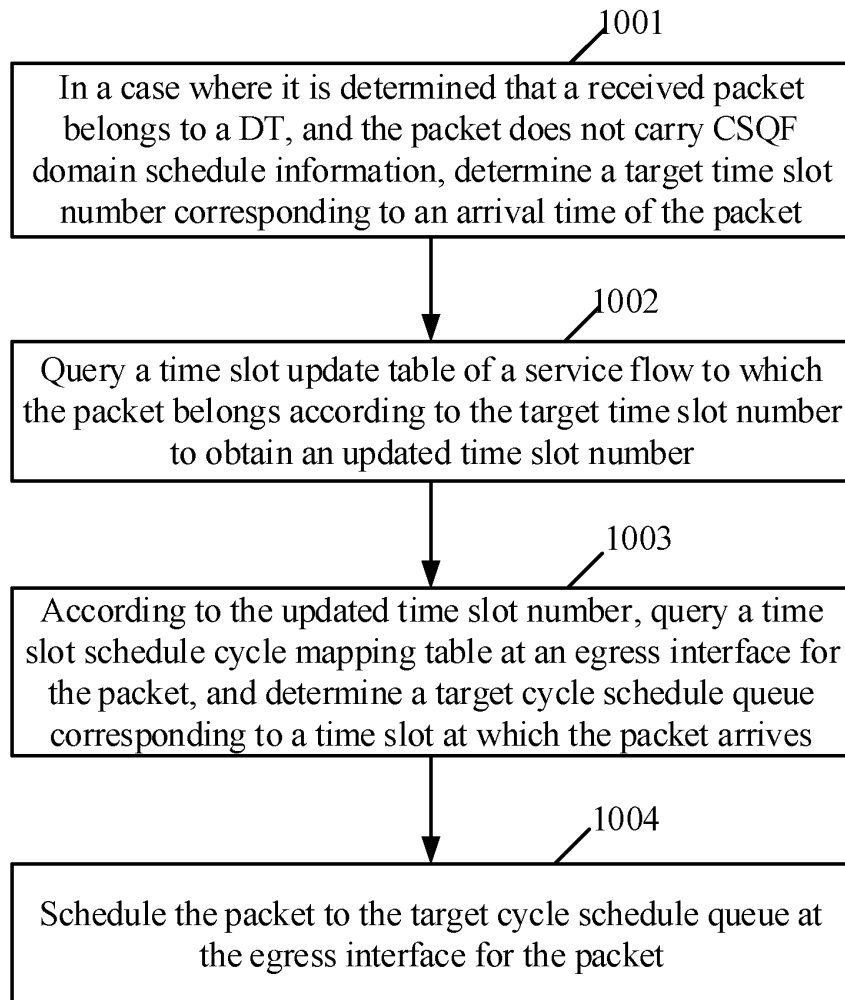 1001
In a case where it is determined that a received packet
belongs to a DT, and the packet does not carry CSQF
domain schedule information, determine a target time slot
number corresponding to an arrival time of the packet
1002
Query a time slot update table of a service flow to which
the packet belongs according to the target time slot number
to obtain an updated time slot number
1003
According to the updated time slot number, query a time
slot schedule cycle mapping table at an egress interface for
the packet, and determine a target cycle schedule queue
corresponding to a time slot at which the packet arrives
1004
Schedule the packet to the target cycle schedule queue at
the egress interface for the packet